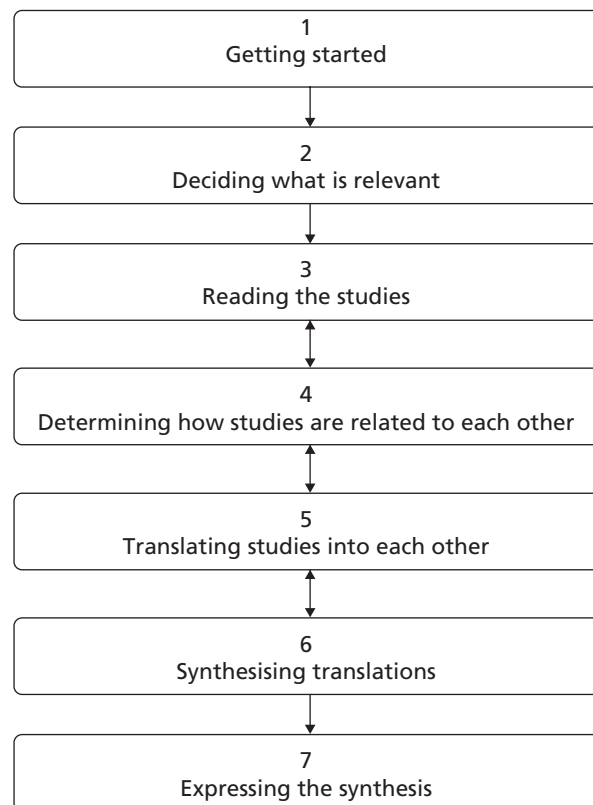 1
Getting started
2
Deciding what is relevant
3
Reading the studies
4
Determining how studies are related to each other
5
Translating studies into each other
6
Synthesising translations
7
Expressing the synthesis